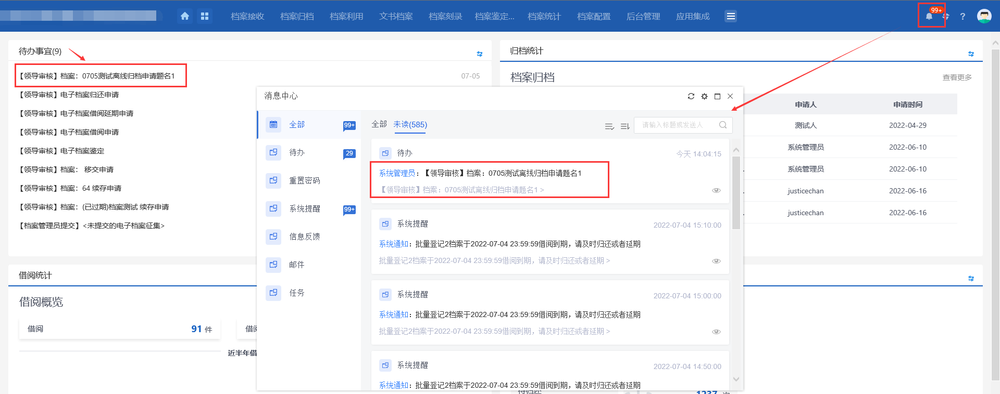 档案接收 档案归档 档案利用 文书档案 档案刻录 档案鉴定... 档案统计 档案配置 后台管理 应用集成 99+ ?
待办事宜(9)
【领导审核】档案：0705测试离线归档申请题名1 07-05
【领导审核】电子档案归还申请
【领导审核】电子档案借阅延期申请
【领导审核】电子档案借阅申请
【领导审核】电子档案鉴定
【领导审核】档案： 移交申请
【领导审核】档案：64 续存申请
【领导审核】档案：(已过期)档案测试 续存申请
【档案管理员提交】<未提交的电子档案征集>
归档统计
档案归档 查看更多
申请人 申请时间
测试人 2022-04-29
系统管理员 2022-06-10
系统管理员 2022-06-10
justicechan 2022-06-16
justicechan 2022-06-16
借阅统计
借阅概览
借阅 91 件
借阅
近半年借
消息中心
全部 99+
待办 29
重置密码
系统提醒 99+
信息反馈
邮件
任务
全部 未读(585) 请输入标题或发送人
待办 今天 14:04:15
系统管理员：【领导审核】档案：0705测试离线归档申请题名1
【领导审核】档案：0705测试离线归档申请题名1 >
系统提醒 2022-07-04 15:10:00
系统通知：批量登记2档案于2022-07-04 23:59:59借阅到期，请及时归还或者延期
批量登记2档案于2022-07-04 23:59:59借阅到期，请及时归还或者延期 >
系统提醒 2022-07-04 15:00:00
系统通知：批量登记2档案于2022-07-04 23:59:59借阅到期，请及时归还或者延期
批量登记2档案于2022-07-04 23:59:59借阅到期，请及时归还或者延期 >
系统提醒 2022-07-04 14:50:00
系统通知：批量登记2档案于2022-07-04 23:59:59借阅到期，请及时归还或者延期
待归还 1237 次